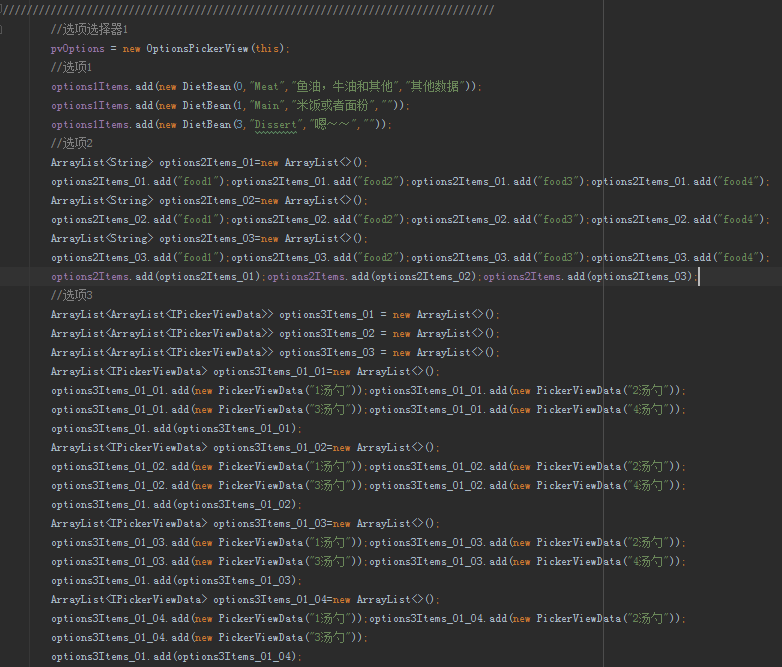 //////////////////////////////////////////////////////////////////////////////////
//选项选择器1
pvOptions = new OptionsPickerView(this);
//选项1
options1Items.add(new DietBean(0,"Meat","鱼油，牛油和其他","其他数据"));
options1Items.add(new DietBean(1,"Main","米饭或者面粉",""));
options1Items.add(new DietBean(3,"Dissert","嗯～～",""));
//选项2
ArrayList<String> options2Items_01=new ArrayList<>();
options2Items_01.add("food1");options2Items_01.add("food2");options2Items_01.add("food3");options2Items_01.add("food4");
ArrayList<String> options2Items_02=new ArrayList<>();
options2Items_02.add("food1");options2Items_02.add("food2");options2Items_02.add("food3");options2Items_02.add("food4");
ArrayList<String> options2Items_03=new ArrayList<>();
options2Items_03.add("food1");options2Items_03.add("food2");options2Items_03.add("food3");options2Items_03.add("food4");
options2Items.add(options2Items_01);options2Items.add(options2Items_02);options2Items.add(options2Items_03);
//选项3
ArrayList<ArrayList<IPickerViewData>> options3Items_01 = new ArrayList<>();
ArrayList<ArrayList<IPickerViewData>> options3Items_02 = new ArrayList<>();
ArrayList<ArrayList<IPickerViewData>> options3Items_03 = new ArrayList<>();
ArrayList<IPickerViewData> options3Items_01_01=new ArrayList<>();
options3Items_01_01.add(new PickerViewData("1汤勺"));options3Items_01_01.add(new PickerViewData("2汤勺"));
options3Items_01_01.add(new PickerViewData("3汤勺"));options3Items_01_01.add(new PickerViewData("4汤勺"));
options3Items_01.add(options3Items_01_01);
ArrayList<IPickerViewData> options3Items_01_02=new ArrayList<>();
options3Items_01_02.add(new PickerViewData("1汤勺"));options3Items_01_02.add(new PickerViewData("2汤勺"));
options3Items_01_02.add(new PickerViewData("3汤勺"));options3Items_01_02.add(new PickerViewData("4汤勺"));
options3Items_01.add(options3Items_01_02);
ArrayList<IPickerViewData> options3Items_01_03=new ArrayList<>();
options3Items_01_03.add(new PickerViewData("1汤勺"));options3Items_01_03.add(new PickerViewData("2汤勺"));
options3Items_01_03.add(new PickerViewData("3汤勺"));options3Items_01_03.add(new PickerViewData("4汤勺"));
options3Items_01.add(options3Items_01_03);
ArrayList<IPickerViewData> options3Items_01_04=new ArrayList<>();
options3Items_01_04.add(new PickerViewData("1汤勺"));options3Items_01_04.add(new PickerViewData("2汤勺"));
options3Items_01_04.add(new PickerViewData("3汤勺"));
options3Items_01.add(options3Items_01_04);